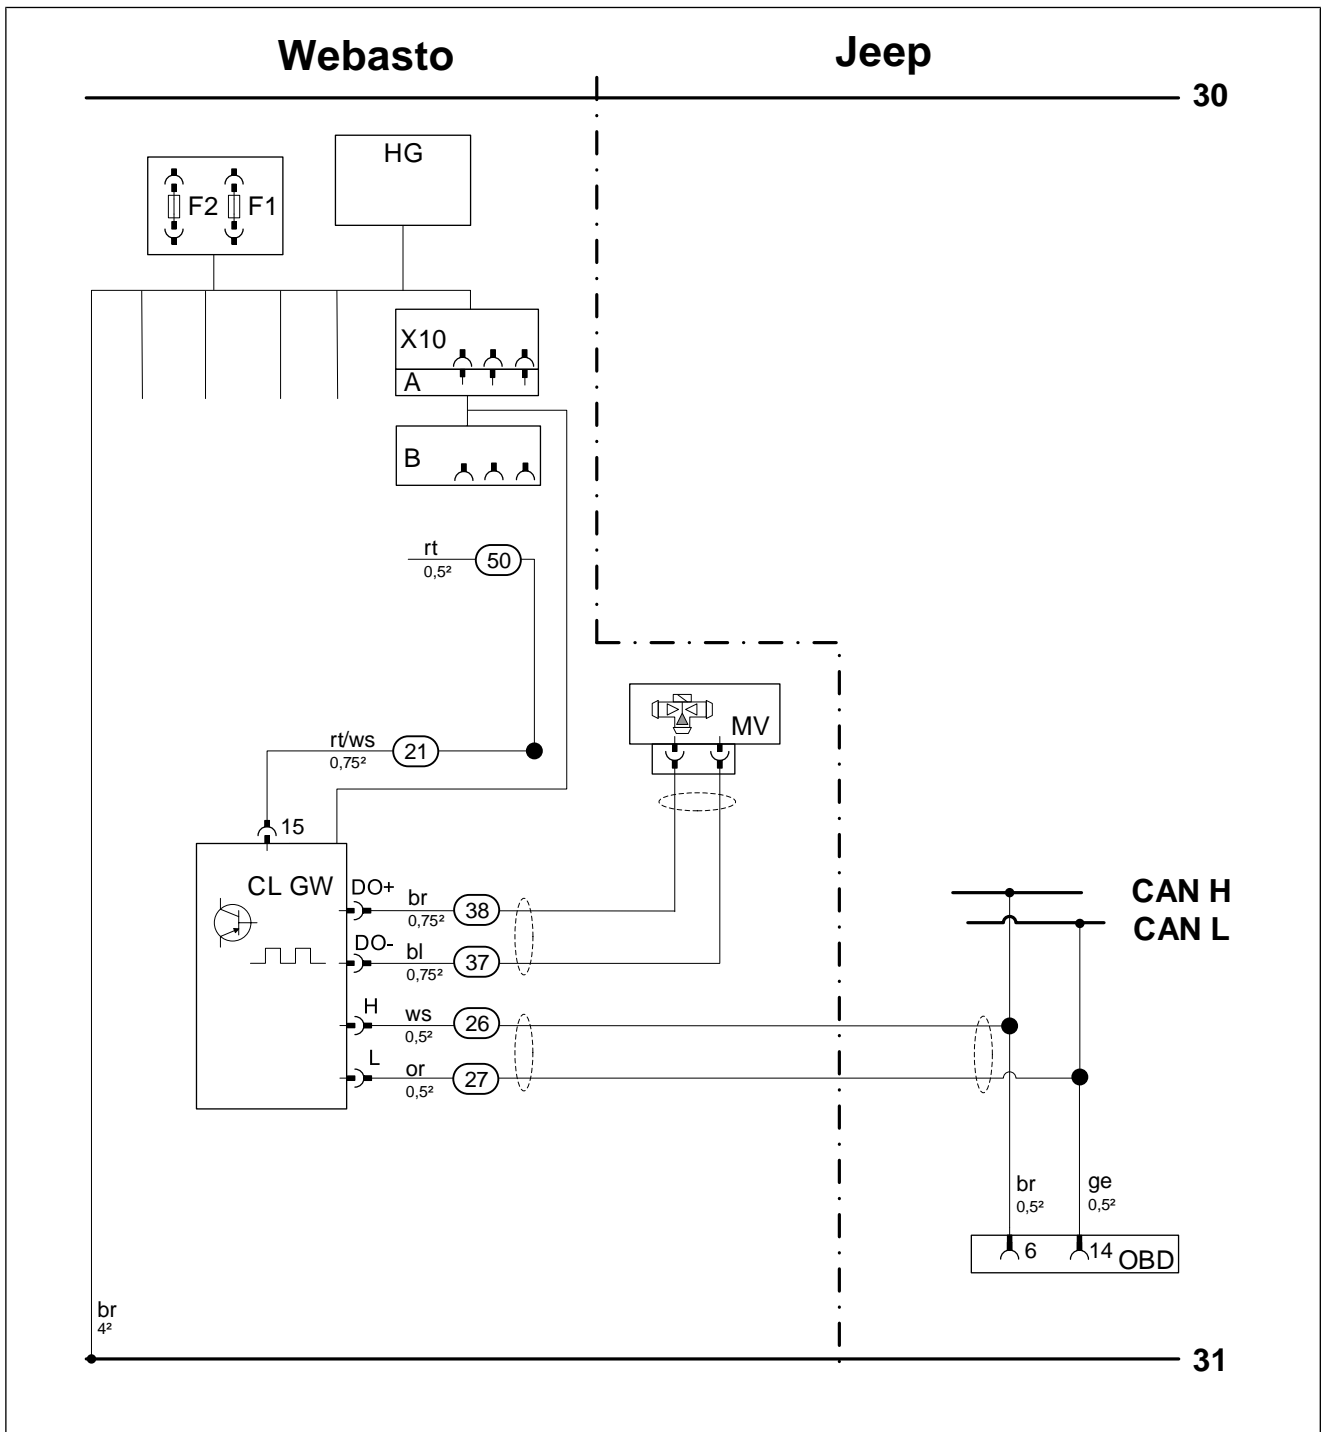 Webasto
Jeep
30
HG
F2
F1
X10
A
B
rt
0,5²
50
rt/ws
0,75²
21
MV
15
CL GW
DO+
br
0,75²
38
DO-
bl
0,75²
37
H
ws
0,5²
26
L
or
0,5²
27
CAN H
CAN L
br
0,5²
ge
0,5²
6
14
OBD
br
4²
31